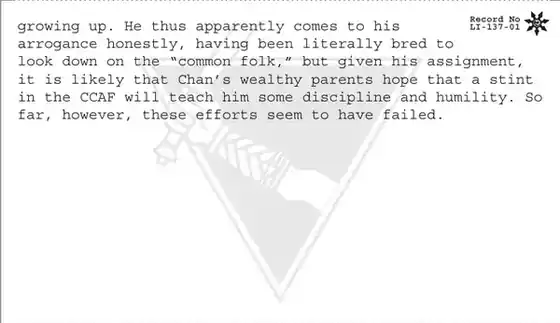 Record No
LI-137-01
growing up. He thus apparently comes to his
arrogance honestly, having been literally bred to
look down on the “common folk,” but given his assignment,
it is likely that Chan’s wealthy parents hope that a stint
in the CCAF will teach him some discipline and humility. So
far, however, these efforts seem to have failed.